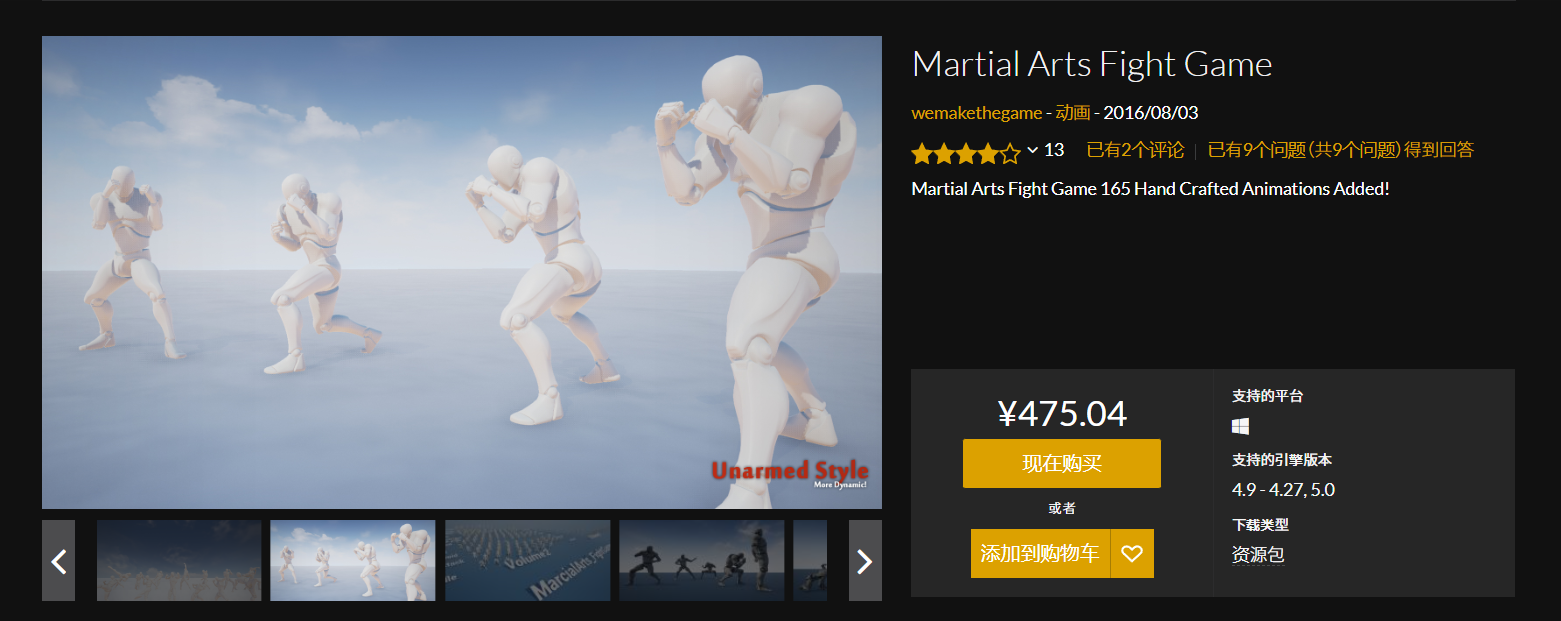 Martial Arts Fight Game
wemakethegame - 动画 - 2016/08/03
13 已有2个评论 | 已有9个问题（共9个问题）得到回答
Martial Arts Fight Game 165 Hand Crafted Animations Added!
Unarmed Style
More Dynamic!
Volume2
¥475.04
现在购买
或者
添加到购物车
支持的平台
支持的引擎版本
4.9 - 4.27, 5.0
下载类型
资源包